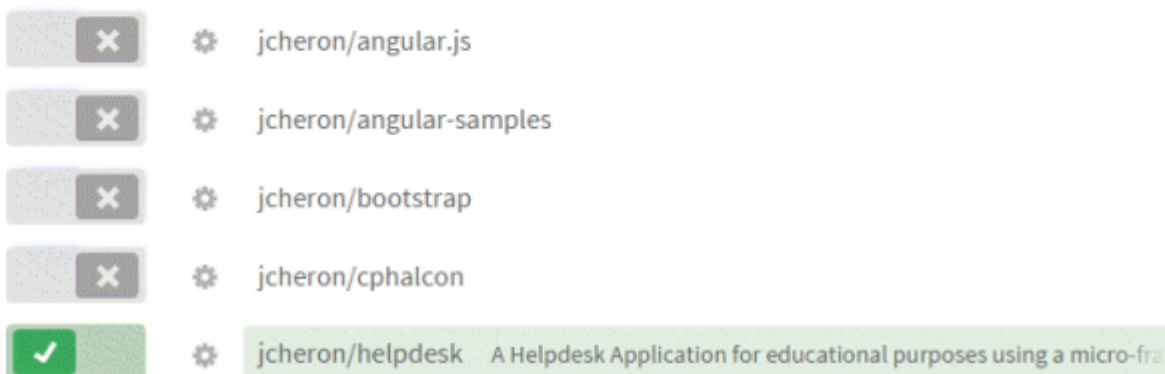 jcheron/angular.js
jcheron/angular-samples
jcheron/bootstrap
jcheron/cphalcon
jcheron/helpdesk A Helpdesk Application for educational purposes using a micro-fra